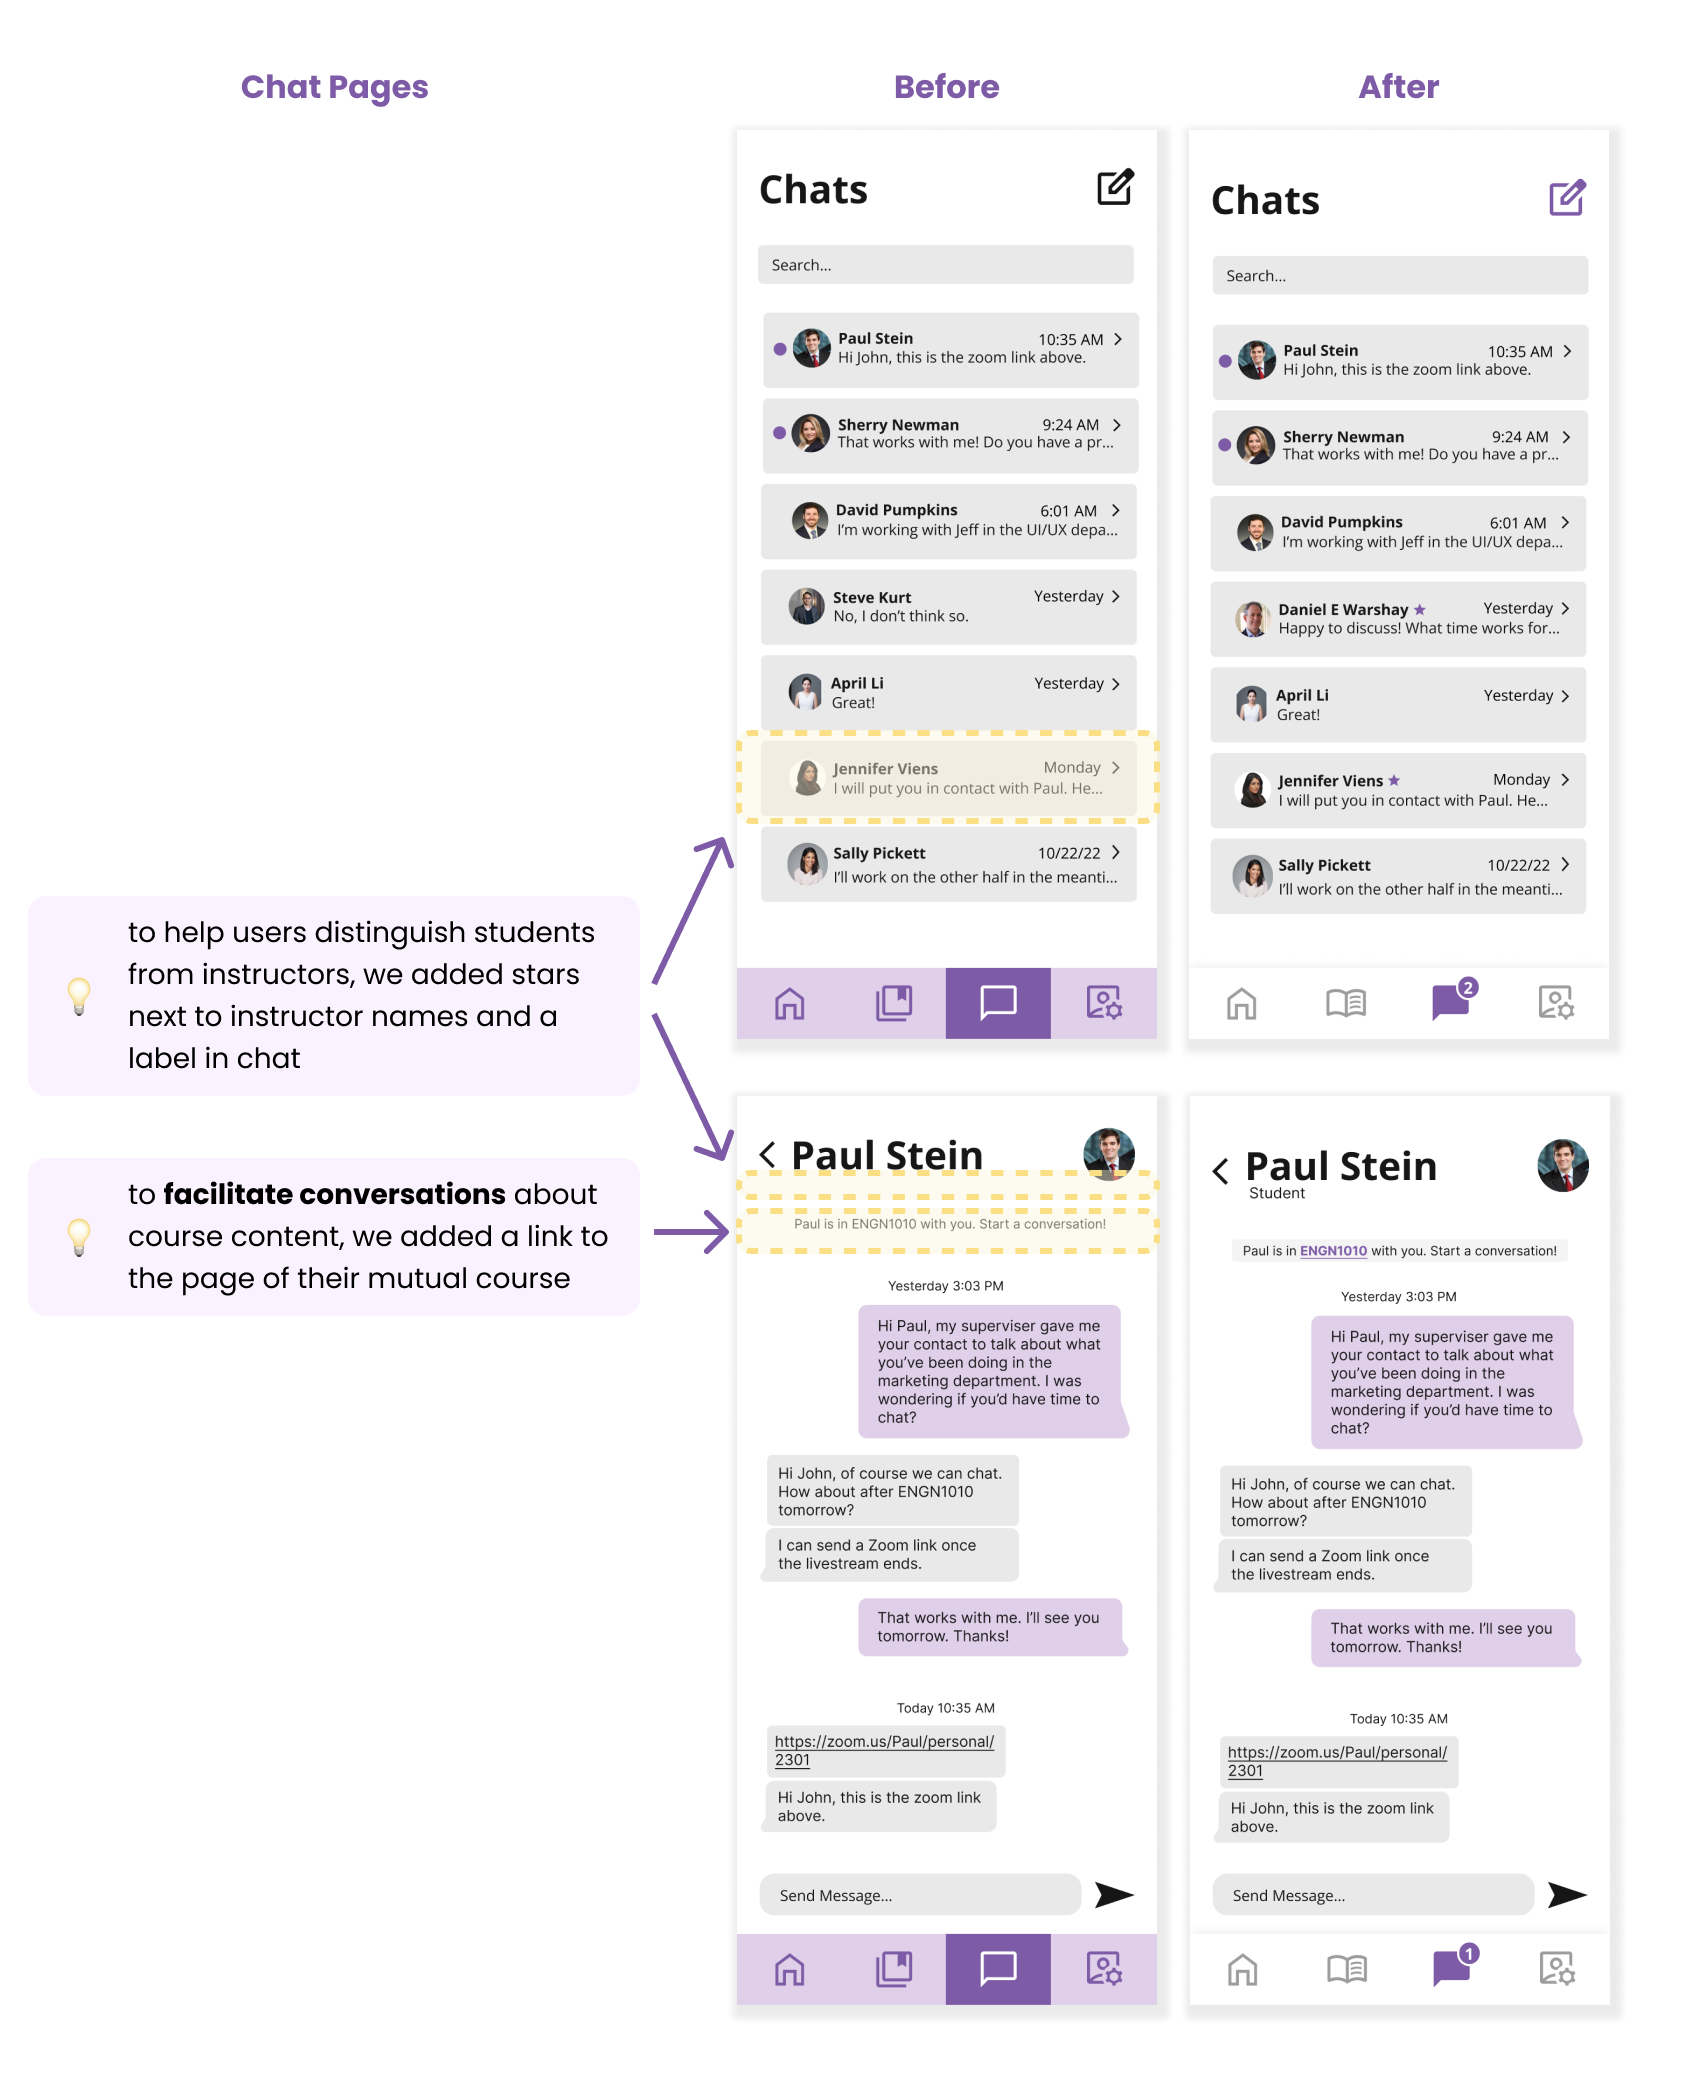 Chat Pages
Before
After
Chats
Search...
Paul Stein
10:35 AM
Hi John, this is the zoom link above.
Sherry Newman
9:24 AM
That works with me! Do you have a pr...
David Pumpkins
6:01 AM
I'm working with Jeff in the UI/UX depa...
Steve Kurt
Yesterday
No, I don't think so.
April Li
Yesterday
Great!
Jennifer Viens
Monday
I will put you in contact with Paul. He...
Sally Pickett
10/22/22
I'll work on the other half in the meanti...
Chats
Search...
Paul Stein
10:35 AM
Hi John, this is the zoom link above.
Sherry Newman
9:24 AM
That works with me! Do you have a pr...
David Pumpkins
6:01 AM
I'm working with Jeff in the UI/UX depa...
Daniel E Warshay
Yesterday
Happy to discuss! What time works for...
April Li
Yesterday
Great!
Jennifer Viens
Monday
I will put you in contact with Paul. He...
Sally Pickett
10/22/22
I'll work on the other half in the meanti...
2
to help users distinguish students
from instructors, we added stars
next to instructor names and a
label in chat
to facilitate conversations about
course content, we added a link to
the page of their mutual course
Paul Stein
Paul is in ENGN1010 with you. Start a conversation!
Yesterday 3:03 PM
Hi Paul, my superviser gave me
your contact to talk about what
you've been doing in the
marketing department. I was
wondering if you'd have time to
chat?
Hi John, of course we can chat.
How about after ENGN1010
tomorrow?
I can send a Zoom link once
the livestream ends.
That works with me. I'll see you
tomorrow. Thanks!
Today 10:35 AM
https://zoom.us/Paul/personal/
2301
Hi John, this is the zoom link
above.
Send Message...
Paul Stein
Student
Paul is in ENGN1010 with you. Start a conversation!
Yesterday 3:03 PM
Hi Paul, my superviser gave me
your contact to talk about what
you've been doing in the
marketing department. I was
wondering if you'd have time to
chat?
Hi John, of course we can chat.
How about after ENGN1010
tomorrow?
I can send a Zoom link once
the livestream ends.
That works with me. I'll see you
tomorrow. Thanks!
Today 10:35 AM
https://zoom.us/Paul/personal/
2301
Hi John, this is the zoom link
above.
Send Message...
1